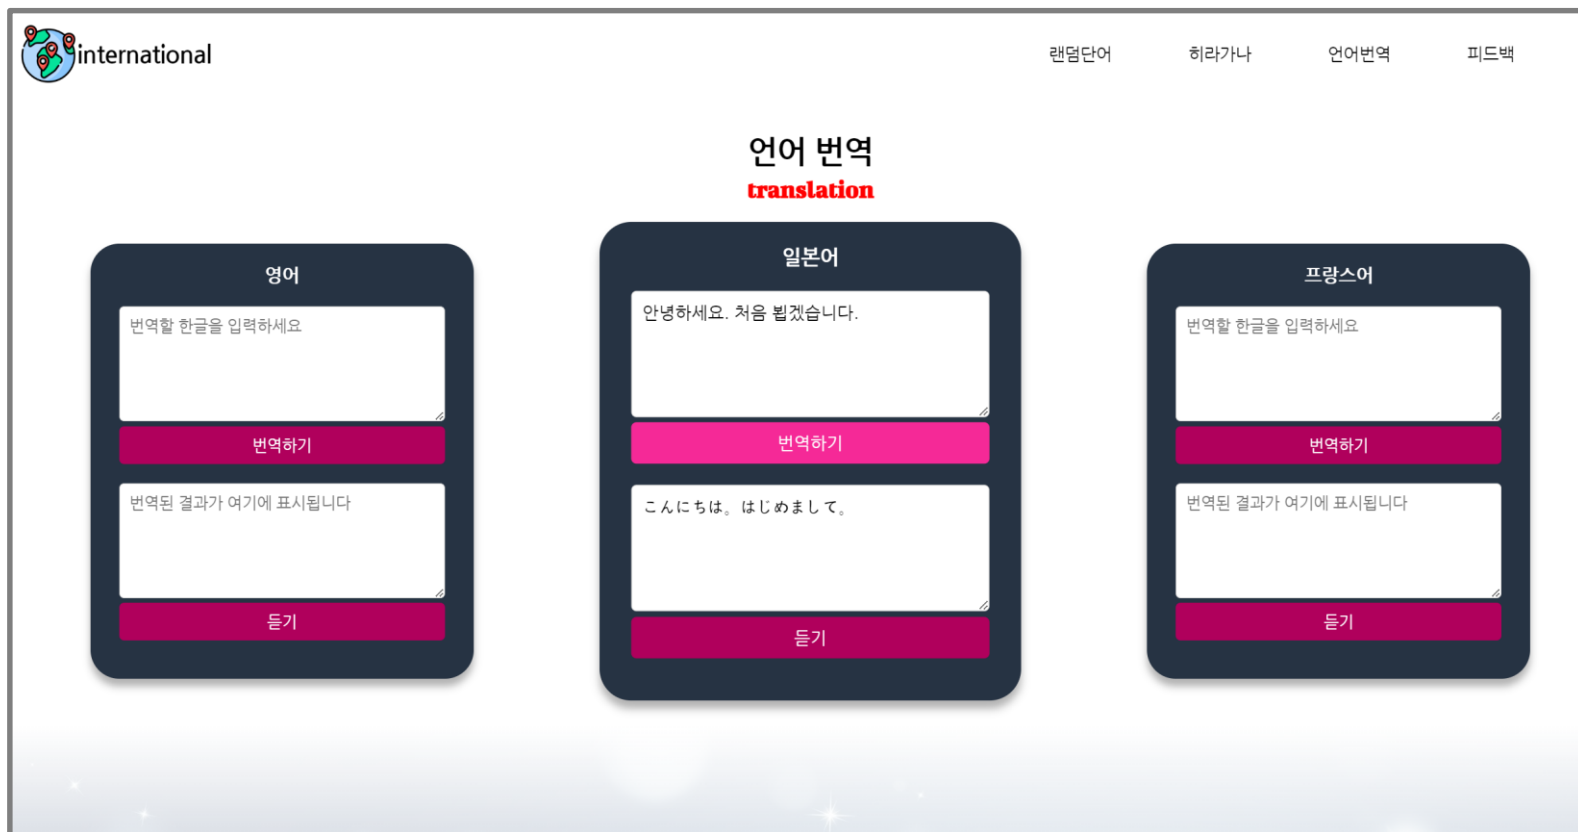 international
랜덤단어 히라가나 언어번역 피드백
언어 번역
translation
영어
번역할 한글을 입력하세요
번역하기
번역된 결과가 여기에 표시됩니다
듣기
일본어
안녕하세요. 처음 뵙겠습니다.
번역하기
こんにちは。はじめまして。
듣기
프랑스어
번역할 한글을 입력하세요
번역하기
번역된 결과가 여기에 표시됩니다
듣기